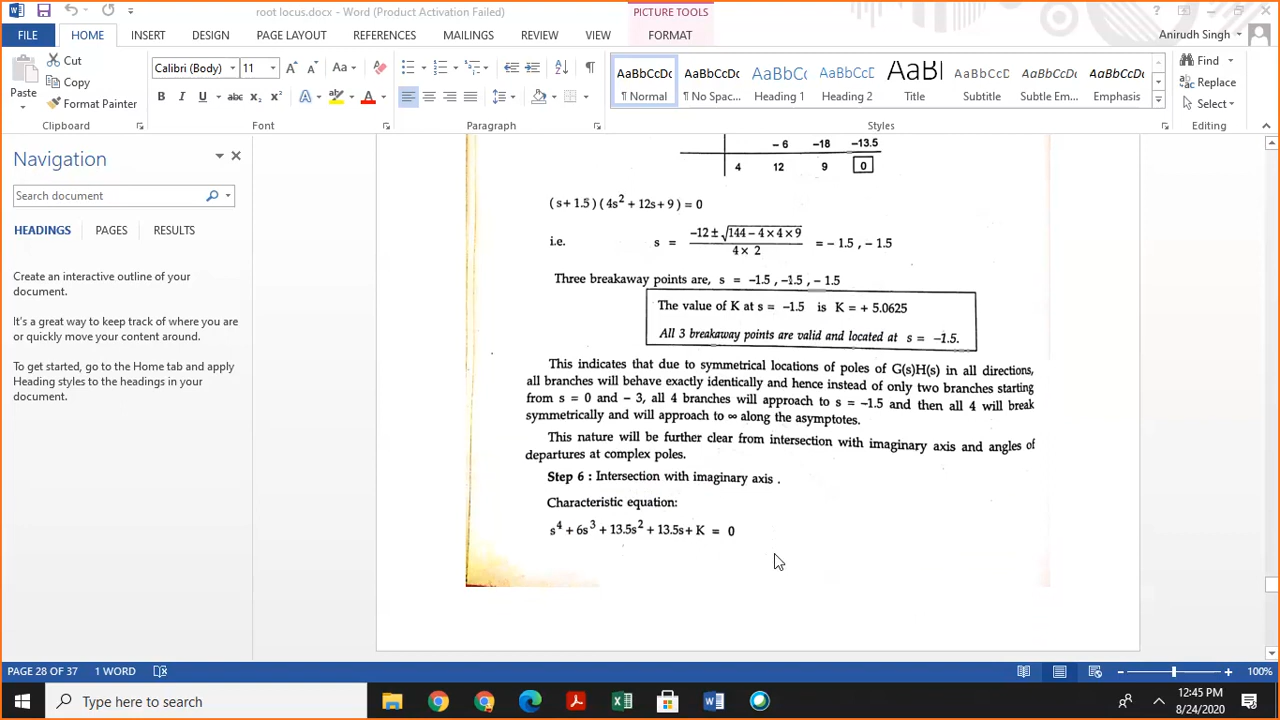 root locus.docx - Word (Product Activation Failed)
PICTURE TOOLS
FILE HOME INSERT DESIGN PAGE LAYOUT REFERENCES MAILINGS REVIEW VIEW FORMAT
Anirudh Singh
Paste
Cut
Copy
Format Painter
Clipboard
Calibri (Body) 11
Font
Paragraph
AaBbCcDc AaBbCcDc AaBbC AaBbCcC AaB AaBbCcC AaBbCcDc AaBbCcDc
¶ Normal ¶ No Spac... Heading 1 Heading 2 Title Subtitle Subtle Em... Emphasis
Styles
Find
Replace
Select
Editing
Navigation
Search document
HEADINGS PAGES RESULTS
Create an interactive outline of your
document.
It's a great way to keep track of where you are
or quickly move your content around.
To get started, go to the Home tab and apply
Heading styles to the headings in your
document.
– 6 –18 –13.5
4 12 9 0
(s + 1.5) (4s² + 12s + 9) = 0
i.e. s = (–12 ± √(144 – 4 × 4 × 9)) / (4 × 2) = – 1.5 , – 1.5
Three breakaway points are, s = –1.5 , –1.5 , – 1.5
The value of K at s = –1.5 is K = + 5.0625
All 3 breakaway points are valid and located at s = –1.5.
This indicates that due to symmetrical locations of poles of G(s)H(s) in all directions,
all branches will behave exactly identically and hence instead of only two branches starting
from s = 0 and – 3, all 4 branches will approach to s = –1.5 and then all 4 will break
symmetrically and will approach to ∞ along the asymptotes.
This nature will be further clear from intersection with imaginary axis and angles of
departures at complex poles.
Step 6 : Intersection with imaginary axis .
Characteristic equation:
s⁴ + 6s³ + 13.5s² + 13.5s + K = 0
PAGE 28 OF 37 1 WORD 100%
Type here to search
12:45 PM
8/24/2020